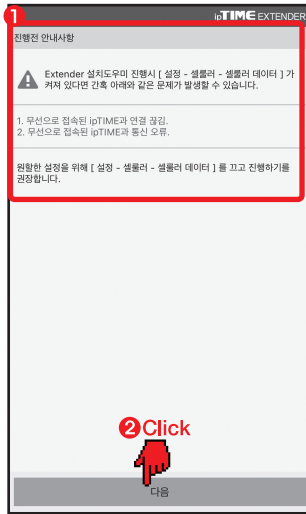 1
ipTIME EXTENDER
진행전 안내사항
Extender 설치도우미 진행시 [ 설정 - 셀룰러 - 셀룰러 데이터 ] 가
켜져 있다면 간혹 아래와 같은 문제가 발생할 수 있습니다.
1. 무선으로 접속된 ipTIME과 연결 끊김.
2. 무선으로 접속된 ipTIME과 통신 오류.
원할한 설정을 위해 [ 설정 - 셀룰러 - 셀룰러 데이터 ] 를 끄고 진행하기를
권장합니다.
2 Click
다음